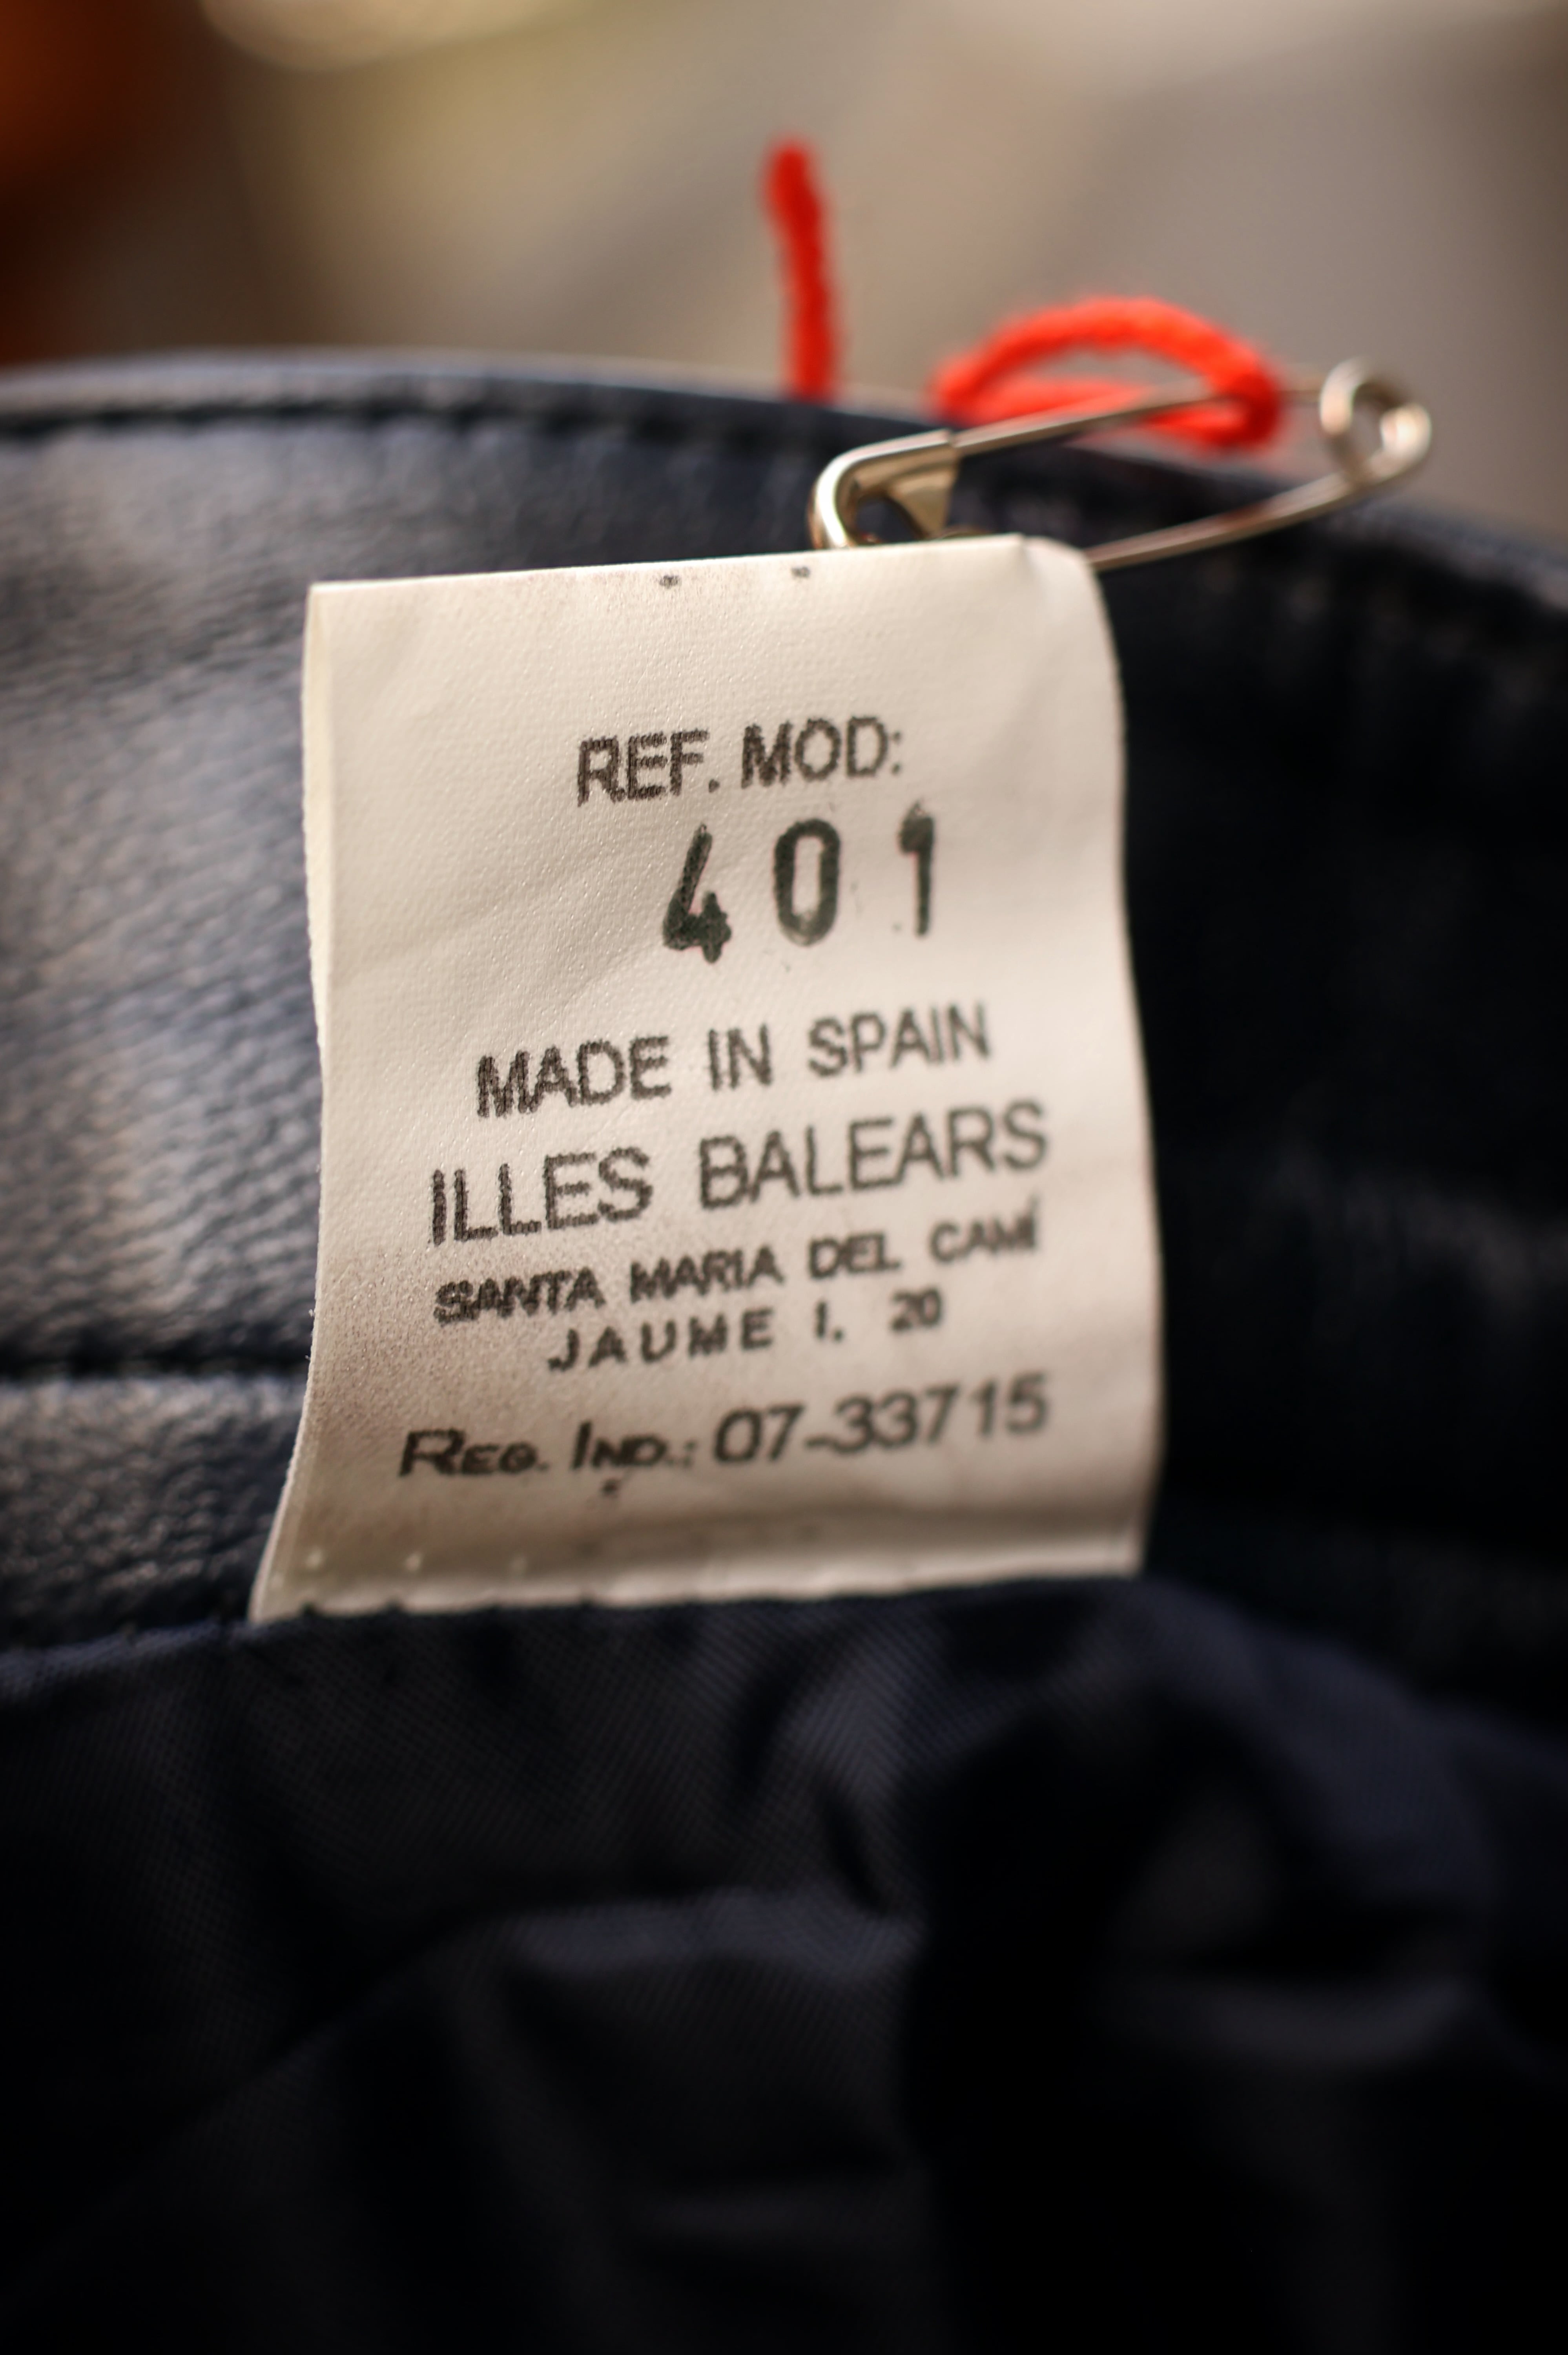 REF. MOD:
401
MADE IN SPAIN
ILLES BALEARS
SANTA MARIA DEL CAMÍ
JAUME I, 20
REG. IND.: 07-33715